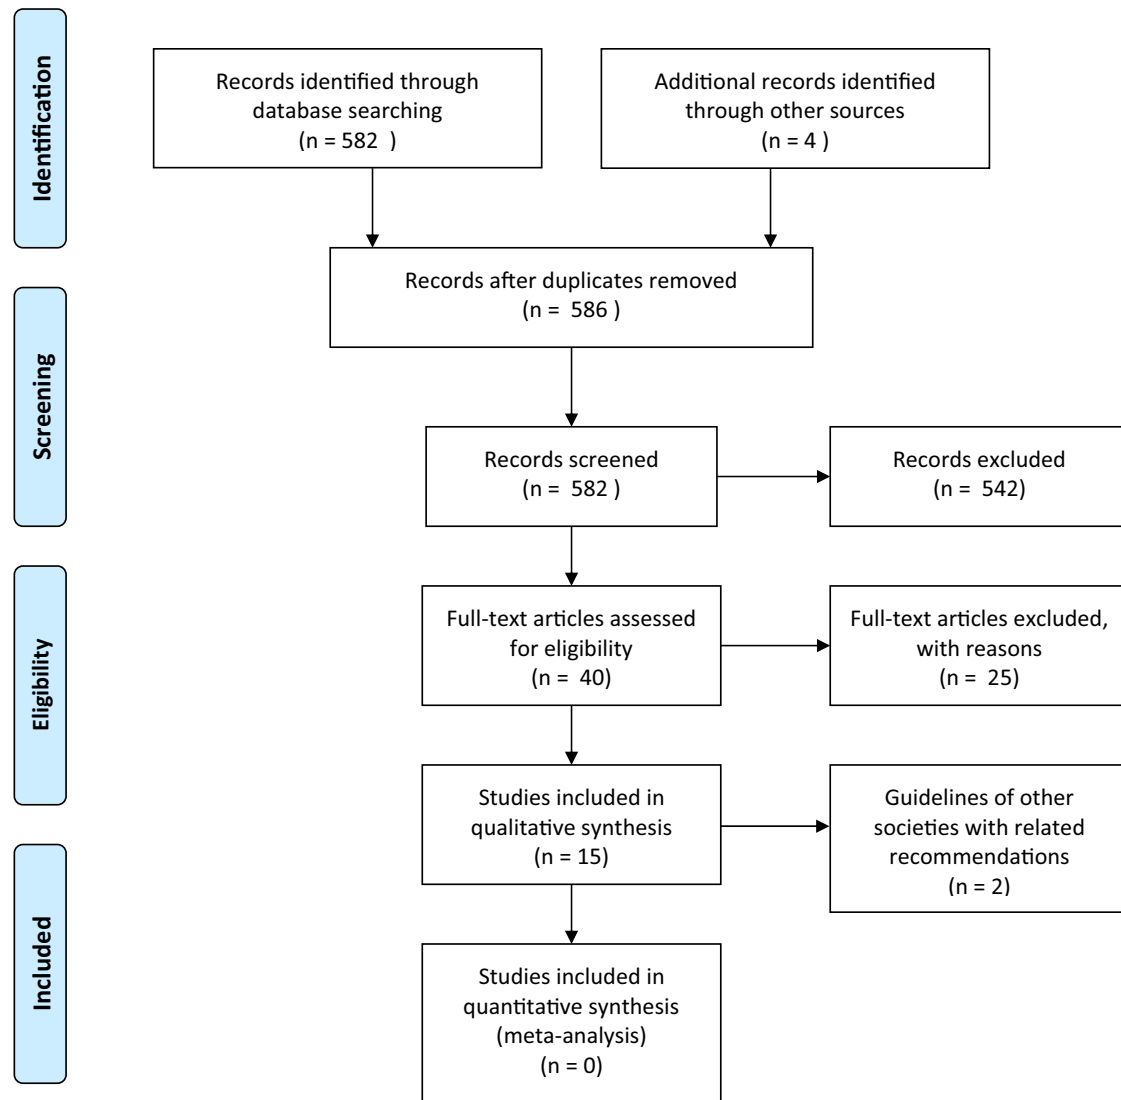 Identification
Records identified through
database searching
(n = 582  )
Additional records identified
through other sources
(n = 4 )
Records after duplicates removed
(n =  586 )
Screening
Records screened
(n =  582 )
Records excluded
(n =  542)
Eligibility
Full-text articles assessed
for eligibility
(n =  40)
Full-text articles excluded,
with reasons
(n =  25)
Studies included in
qualitative synthesis
(n = 15)
Guidelines of other
societies with related
recommendations
(n = 2)
Included
Studies included in
quantitative synthesis
(meta-analysis)
(n = 0)